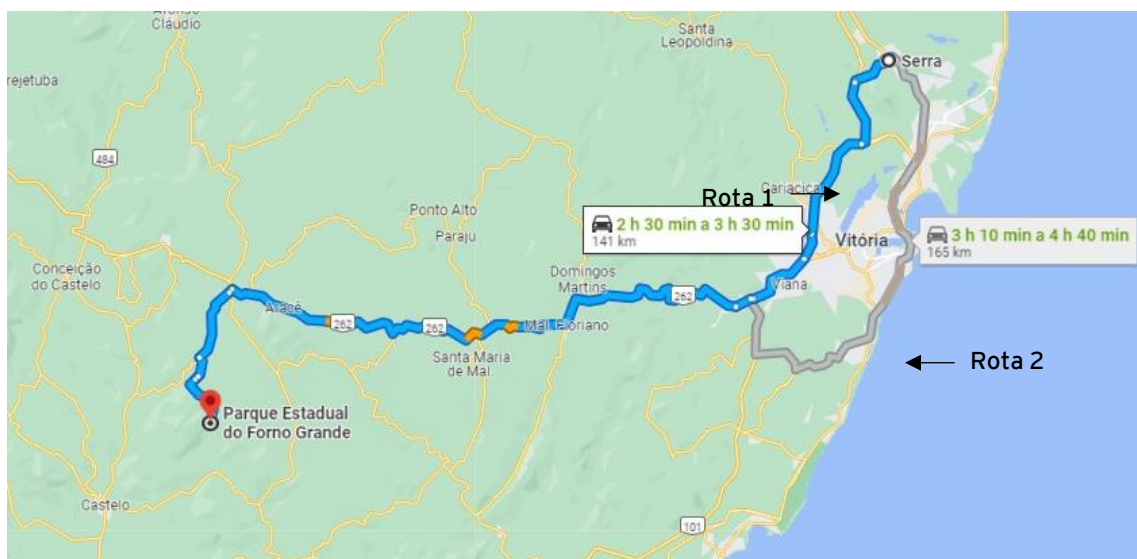 Afonso
Cláudio
Santa
Leopoldina
Serra
rejetuba
484
Cariacica
Rota 1
Ponto Alto
Paraju
2 h 30 min a 3 h 30 min
141 km
Vitória
3 h 10 min a 4 h 40 min
165 km
Conceição
do Castelo
Domingos
Martins
Viana
262
Aracê
262
262
Mal. Floriano
Santa Maria
de Mal
Rota 2
Parque Estadual
do Forno Grande
Castelo
101